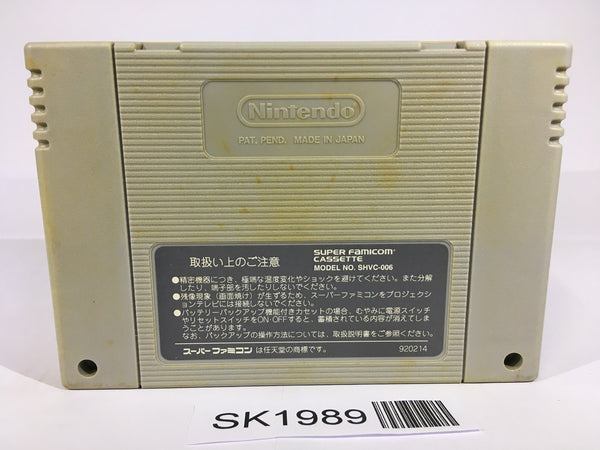 Nintendo
PAT. PEND. MADE IN JAPAN
取扱い上のご注意
SUPER FAMICOM
CASSETTE
MODEL NO. SHVC-006
●精密機器につき、極端な温度変化やショックを避けてください。また分解
したり、端子部を汚したりしないでください。
●残像現象（画面焼け）が生ずるため、スーパーファミコンをプロジェクシ
ョンテレビには接続しないでください。
●バッテリーバックアップ機能付きカセットの場合、むやみに電源スイッチ
やリセットスイッチをON·OFFすると、蓄積されている内容が消えてしま
うことがあります。
なお、バックアップの操作方法については、取扱説明書をご参照ください。
スーパーファミコンは任天堂の商標です。
920214
SK1989